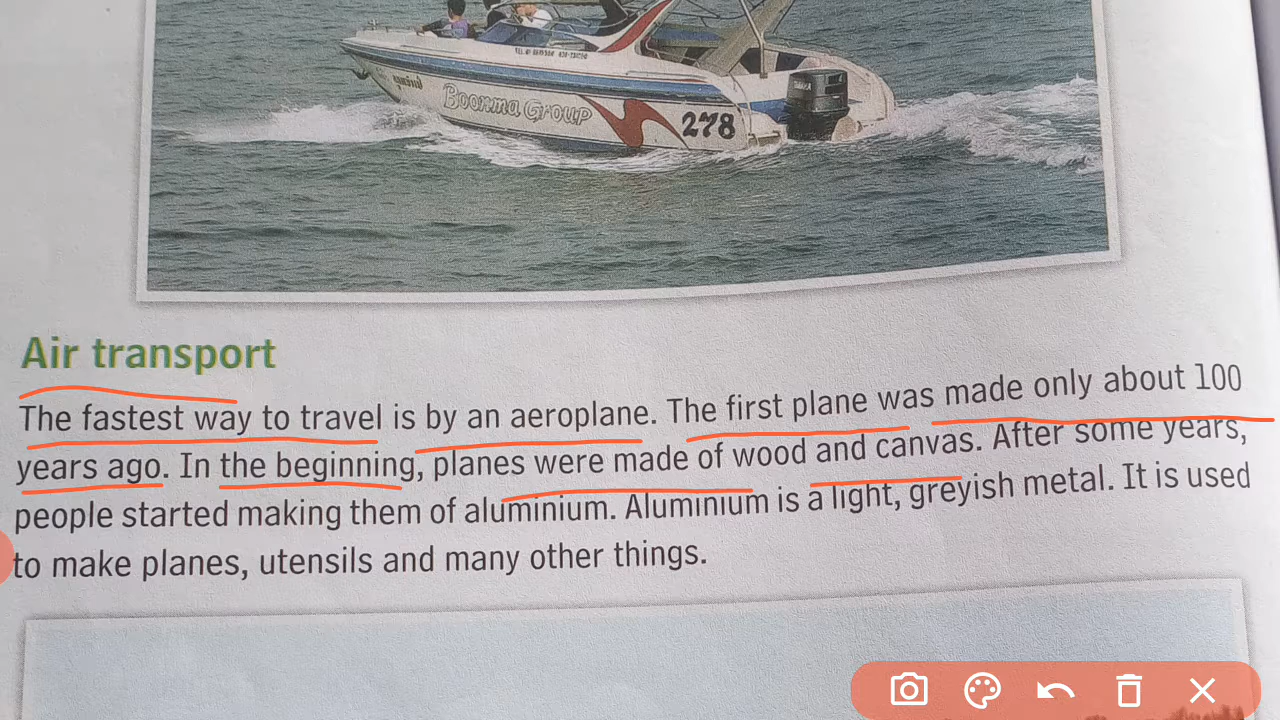 Boonma Group
278
Air transport
The fastest way to travel is by an aeroplane. The first plane was made only about 100
years ago. In the beginning, planes were made of wood and canvas. After some years,
people started making them of aluminium. Aluminium is a light, greyish metal. It is used
to make planes, utensils and many other things.